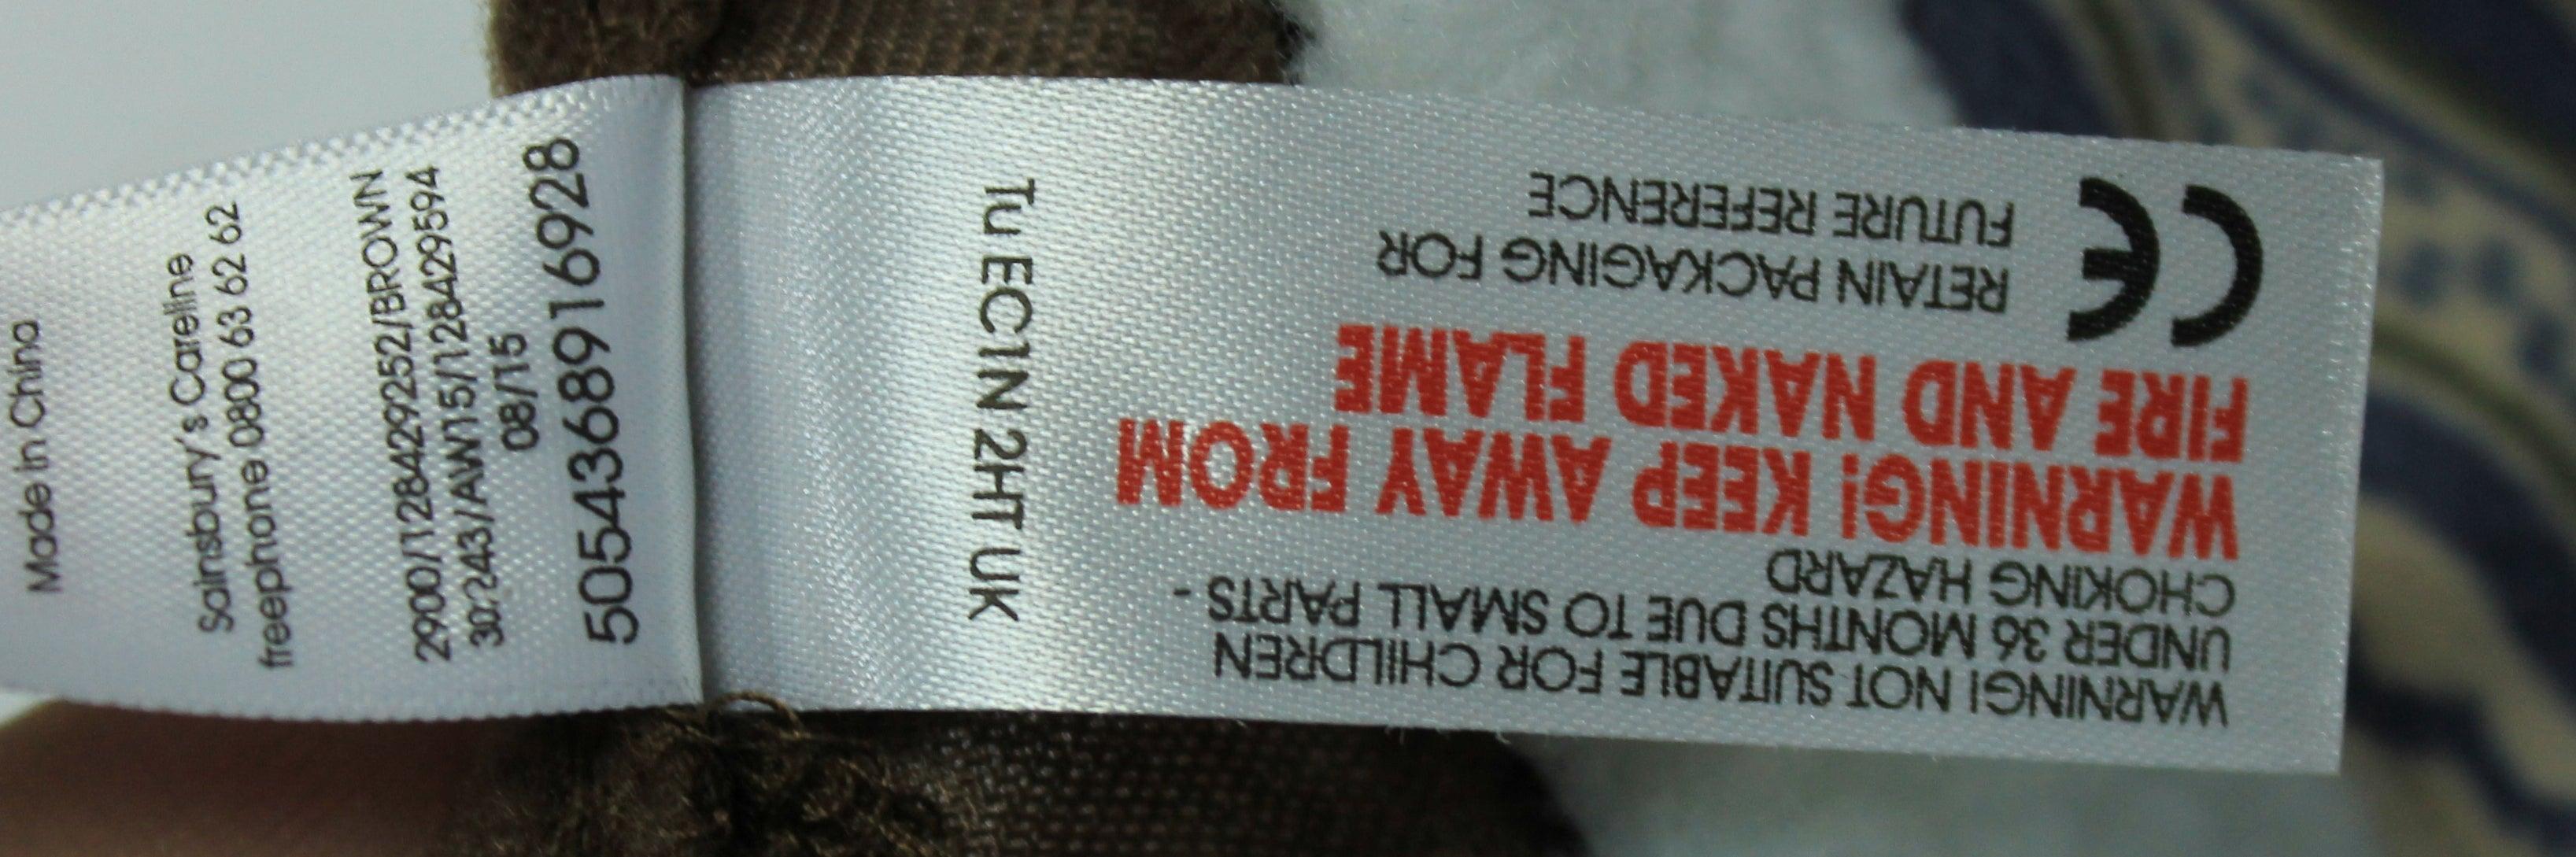 Made in China
Sainsbury's Careline
freephone 0800 63 62 62
2900/128429252/BROWN
30243/AW15/128429594
08/15
5054368916928
Tu EC1N 2HT UK
WARNING! NOT SUITABLE FOR CHILDREN
UNDER 36 MONTHS DUE TO SMALL PARTS -
CHOKING HAZARD
WARNING! KEEP AWAY FROM
FIRE AND NAKED FLAME
RETAIN PACKAGING FOR
FUTURE REFERENCE
CE